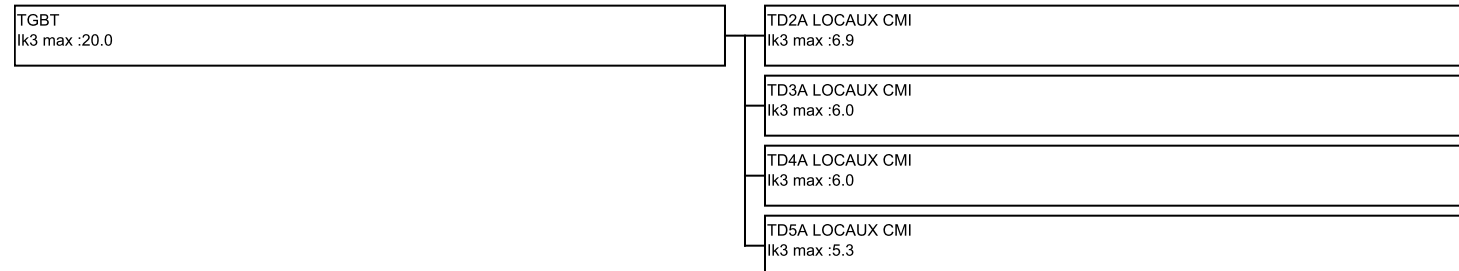 TGBT
Ik3 max :20.0
TD2A LOCAUX CMI
Ik3 max :6.9
TD3A LOCAUX CMI
Ik3 max :6.0
TD4A LOCAUX CMI
Ik3 max :6.0
TD5A LOCAUX CMI
Ik3 max :5.3